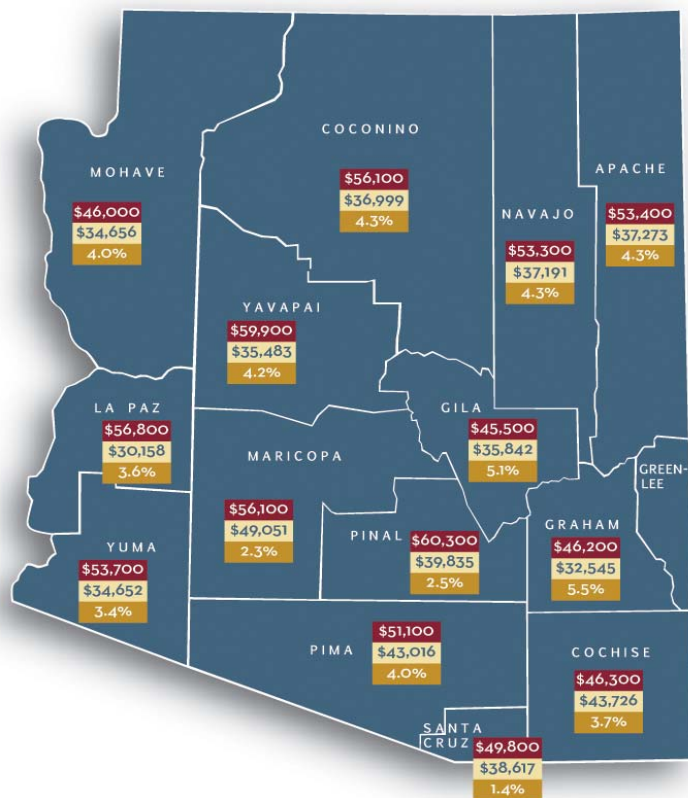 COCONINO
$56,100
$36,999
4.3%
MOHAVE
$46,000
$34,656
4.0%
APACHE
$53,400
$37,273
4.3%
NAVAJO
$53,300
$37,191
4.3%
YAVAPAI
$59,900
$35,483
4.2%
LA PAZ
$56,800
$30,158
3.6%
GILA
$45,500
$35,842
5.1%
MARICOPA
$56,100
$49,051
2.3%
GREEN-
LEE
PINAL
$60,300
$39,835
2.5%
GRAHAM
$46,200
$32,545
5.5%
YUMA
$53,700
$34,652
3.4%
PIMA
$51,100
$43,016
4.0%
COCHISE
$46,300
$43,726
3.7%
SANTA
CRUZ
$49,800
$38,617
1.4%